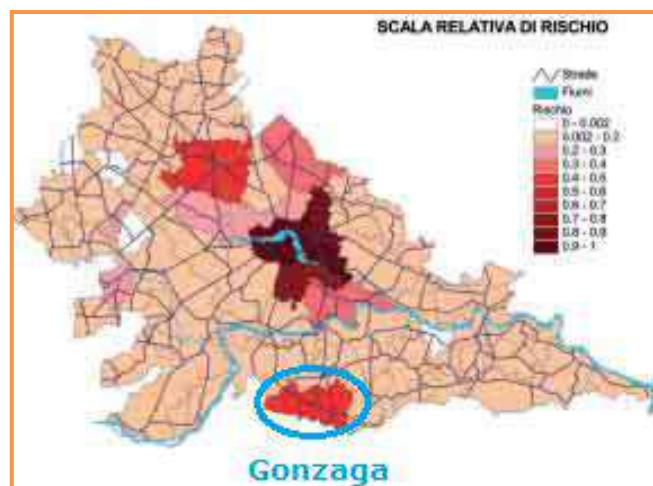 SCALA RELATIVA DI RISCHIO
Strade
Fiumi
Rischio
0 - 0.002
0.002 - 0.2
0.2 - 0.3
0.3 - 0.4
0.4 - 0.5
0.5 - 0.6
0.6 - 0.7
0.7 - 0.8
0.8 - 0.9
0.9 - 1
Gonzaga